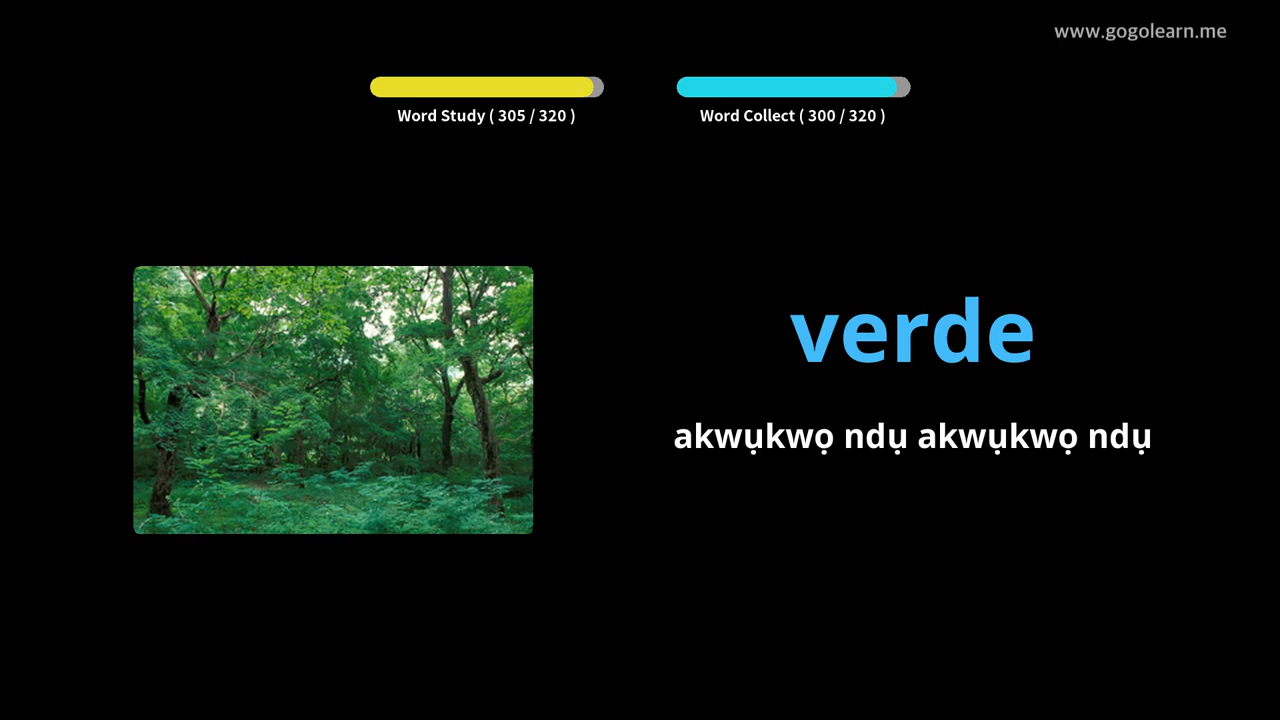 www.gogolearn.me
Word Study ( 305 / 320 )
Word Collect ( 300 / 320 )
verde
akwụkwọ ndụ akwụkwọ ndụ